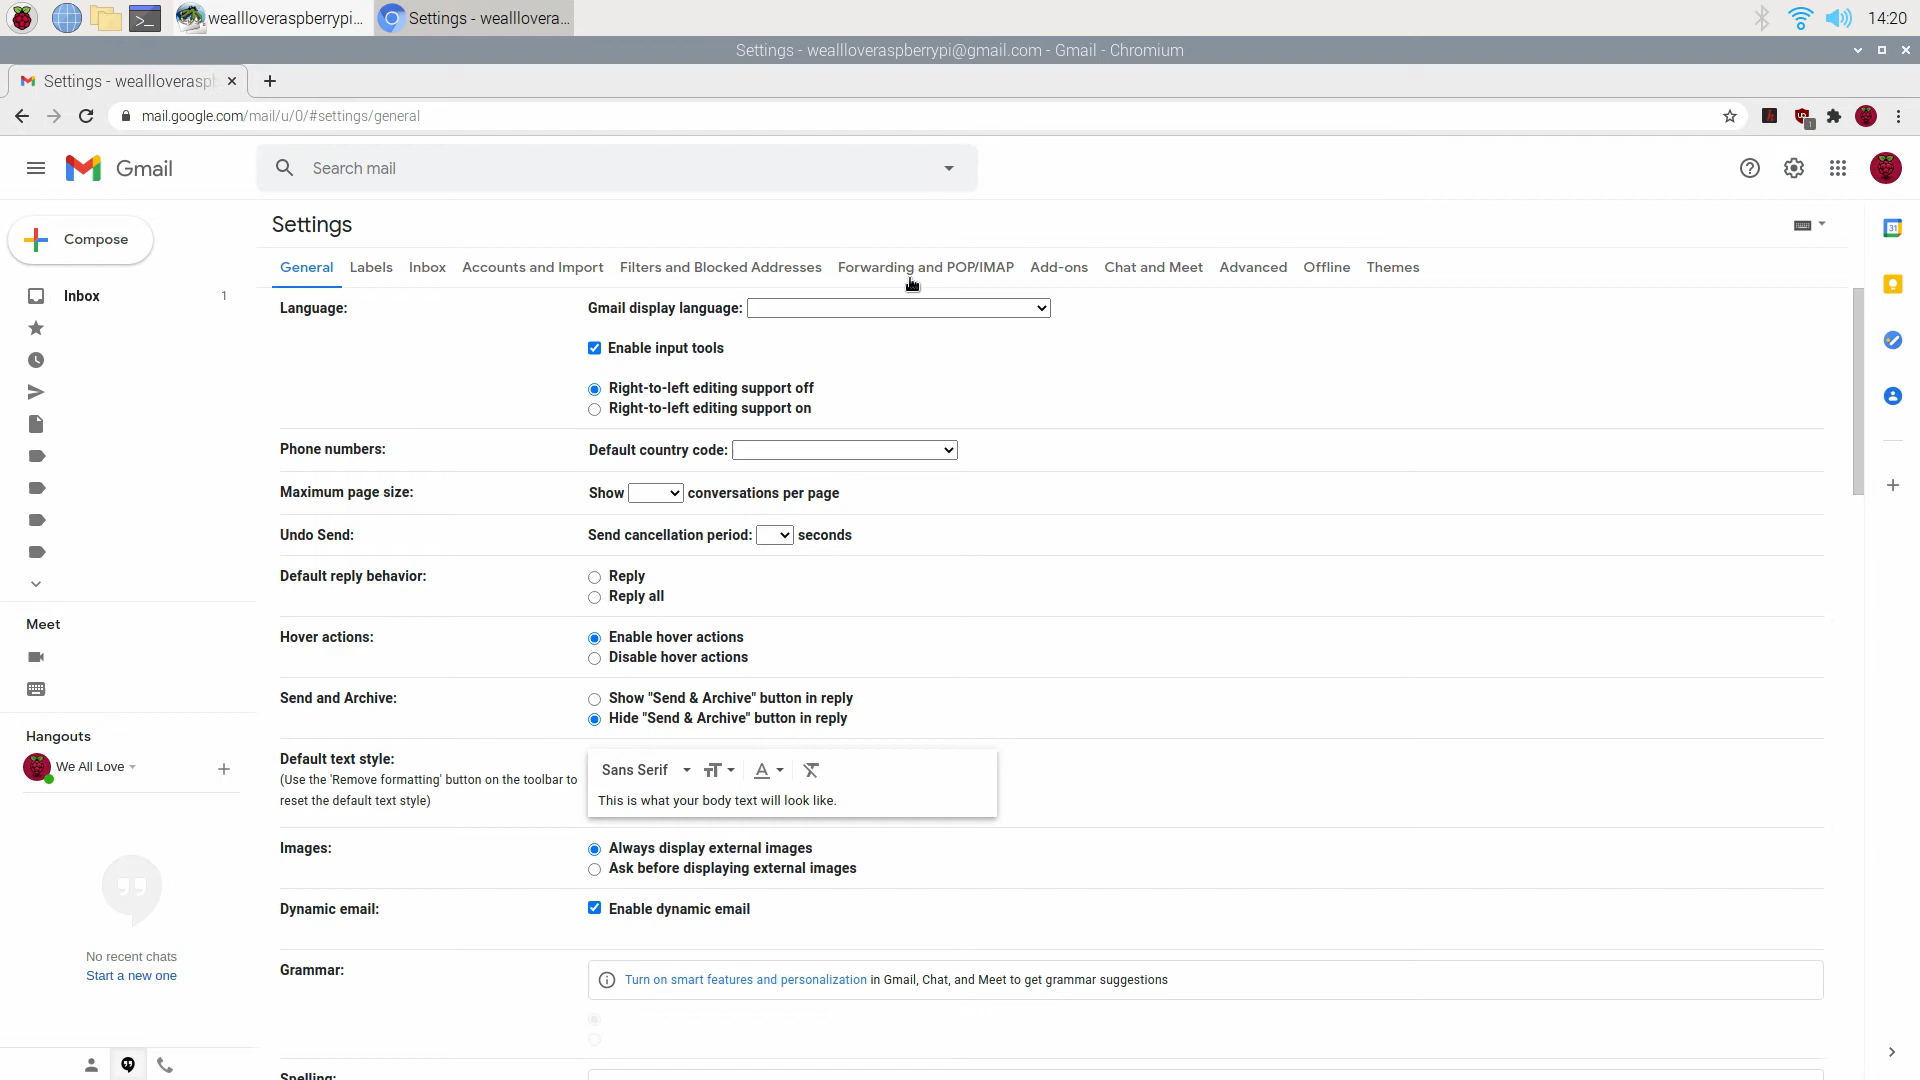 weallloveraspberrypi...
Settings - wealllovera...
14:20
Settings - weallloveraspberrypi@gmail.com - Gmail - Chromium
Settings - weallloverasp
mail.google.com/mail/u/0/#settings/general
1
Gmail
Search mail
Compose
Settings
31
General
Labels
Inbox
Accounts and Import
Filters and Blocked Addresses
Forwarding and POP/IMAP
Add-ons
Chat and Meet
Advanced
Offline
Themes
Inbox 1
Language:
Gmail display language:
Enable input tools
Right-to-left editing support off
Right-to-left editing support on
Phone numbers:
Default country code:
Maximum page size:
Show conversations per page
Undo Send:
Send cancellation period: seconds
Default reply behavior:
Reply
Reply all
Meet
Hover actions:
Enable hover actions
Disable hover actions
Send and Archive:
Show "Send & Archive" button in reply
Hide "Send & Archive" button in reply
Hangouts
We All Love
Default text style:
(Use the 'Remove formatting' button on the toolbar to
reset the default text style)
Sans Serif
This is what your body text will look like.
Images:
Always display external images
Ask before displaying external images
Dynamic email:
Enable dynamic email
No recent chats
Start a new one
Grammar:
Turn on smart features and personalization in Gmail, Chat, and Meet to get grammar suggestions
Spelling: